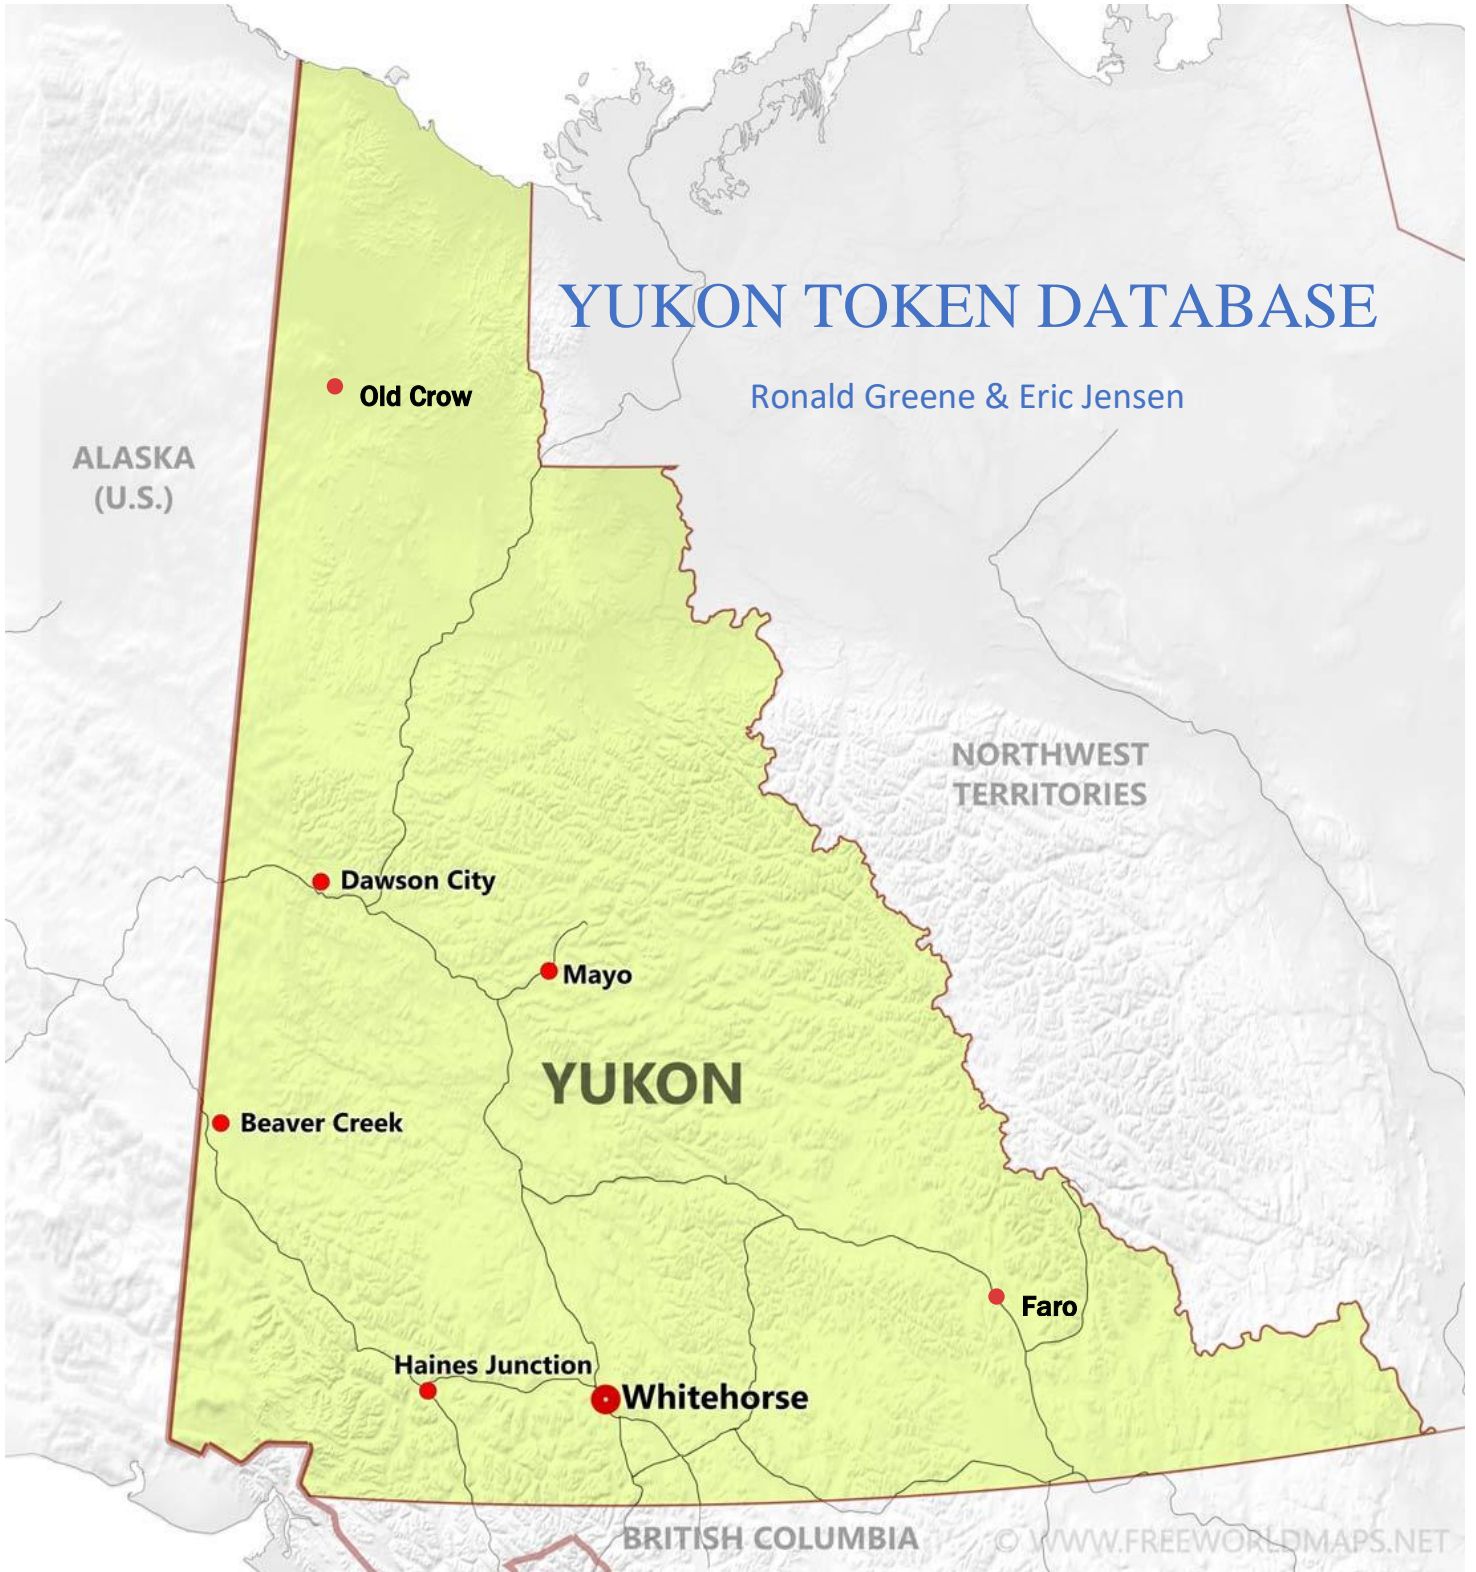 YUKON TOKEN DATABASE
Ronald Greene & Eric Jensen
Old Crow
ALASKA
(U.S.)
NORTHWEST
TERRITORIES
Dawson City
Mayo
YUKON
Beaver Creek
Faro
Haines Junction
Whitehorse
BRITISH COLUMBIA
© WWW.FREEWORLDMAPS.NET